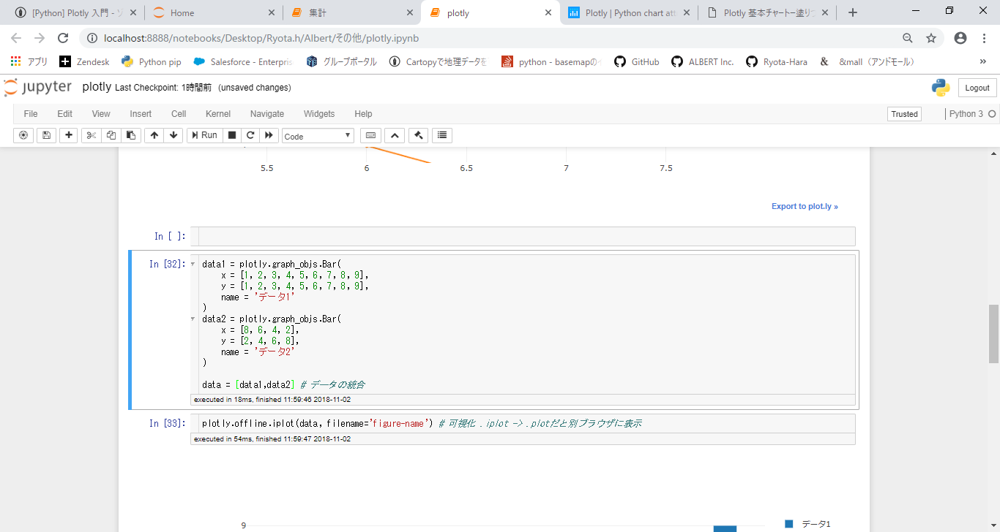 [Python] Plotly 入門 - ソ
Home
集計
plotly
Plotly | Python chart att
Plotly 基本チャートー塗りつ
localhost:8888/notebooks/Desktop/Ryota.h/Albert/その他/plotly.ipynb
アプリ
Zendesk
Python pip
Salesforce - Enterpris
グループポータル
Cartopyで地理データを
python - basemapの
GitHub
ALBERT Inc.
Ryota-Hara
& &mall（アンドモール）
»
jupyter plotly Last Checkpoint: 1時間前 (unsaved changes)
Logout
File Edit View Insert Cell Kernel Navigate Widgets Help
Trusted
Python 3
Run
Code
5.5 6 6.5 7 7.5
Export to plot.ly »
In [ ]:
In [32]:
data1 = plotly.graph_objs.Bar(
x = [1, 2, 3, 4, 5, 6, 7, 8, 9],
y = [1, 2, 3, 4, 5, 6, 7, 8, 9],
name = 'データ1'
)
data2 = plotly.graph_objs.Bar(
x = [8, 6, 4, 2],
y = [2, 4, 6, 8],
name = 'データ2'
)
data = [data1,data2] # データの統合
executed in 18ms, finished 11:59:46 2018-11-02
In [33]:
plotly.offline.iplot(data, filename='figure-name') # 可視化 .iplot -> .plotだと別ブラウザに表示
executed in 54ms, finished 11:59:47 2018-11-02
9
データ1